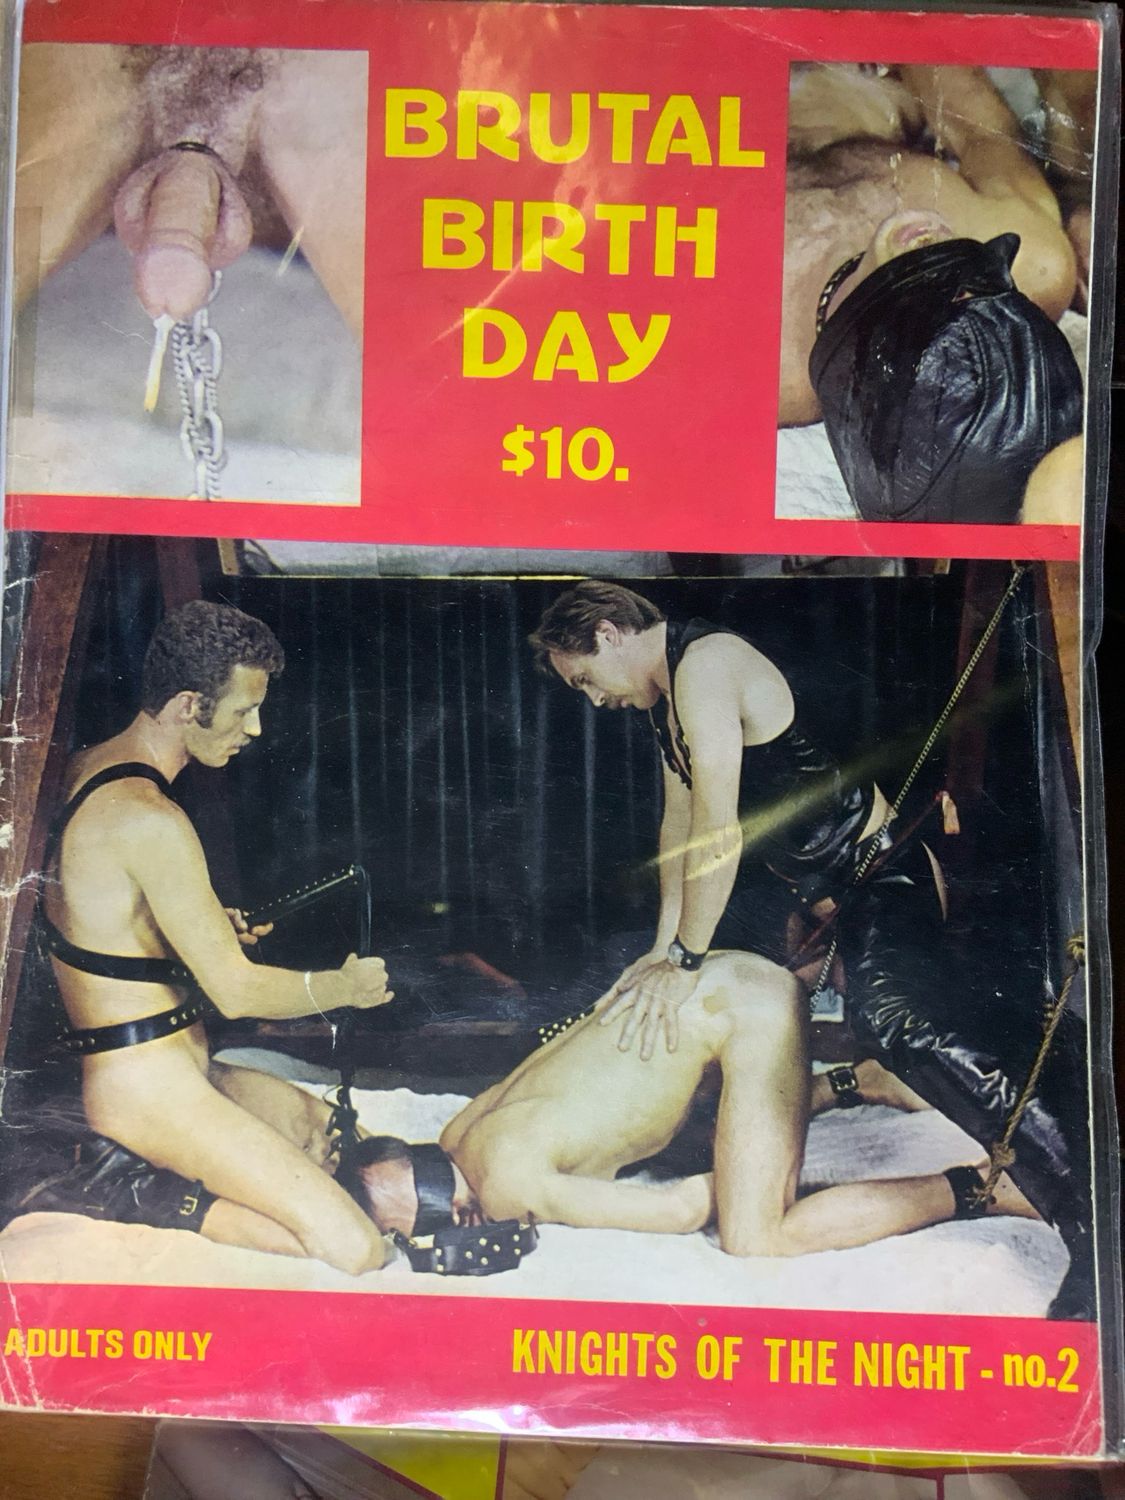 BRUTAL
BIRTH
DAY
$10.
ADULTS ONLY
KNIGHTS OF THE NIGHT - no.2